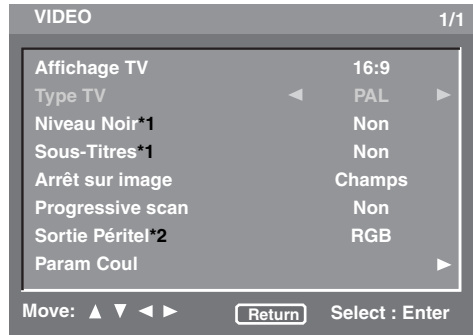 VIDEO 1/1
Affichage TV 16:9
Type TV ◀ PAL ▶
Niveau Noir*1 Non
Sous-Titres*1 Non
Arrêt sur image Champs
Progressive scan Non
Sortie Péritel*2 RGB
Param Coul ▶
Move: ▲ ▼ ◀ ▶ Return Select : Enter